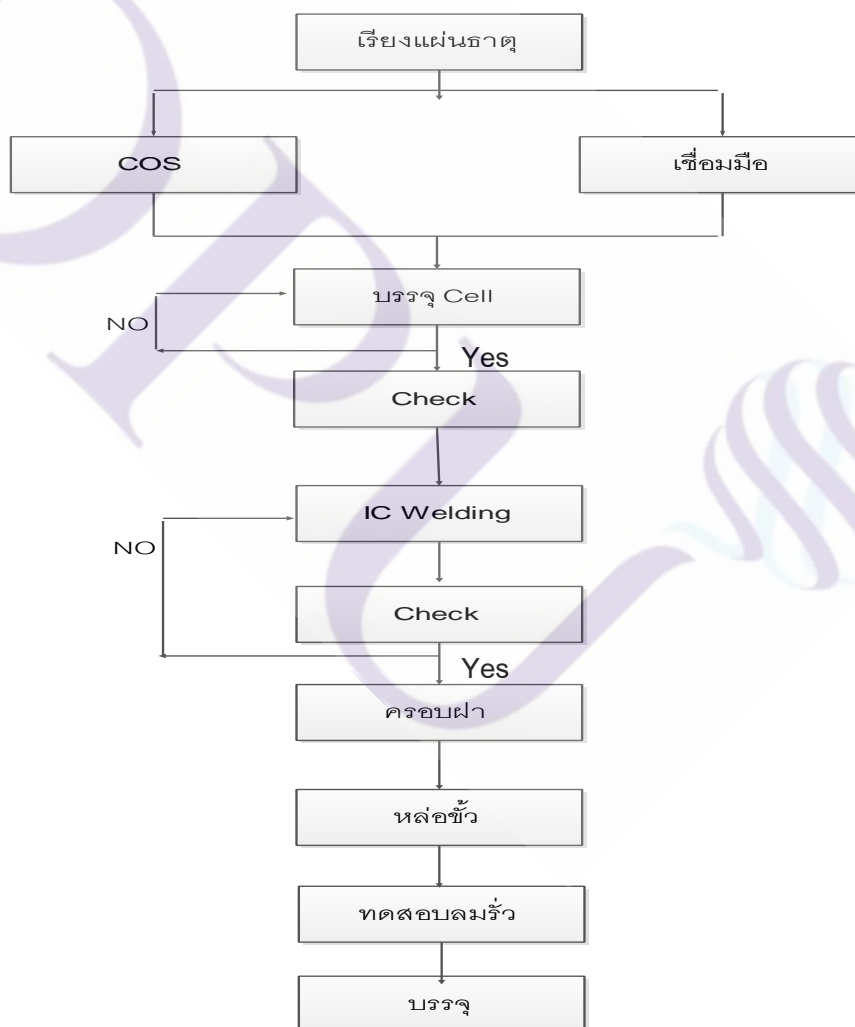 เรียงแผ่นธาตุ
COS
เชื่อมมือ
บรรจุ Cell
NO
Yes
Check
IC Welding
NO
Check
Yes
ครอบฝา
หล่อขั้ว
ทดสอบลมรั่ว
บรรจุ
DPU